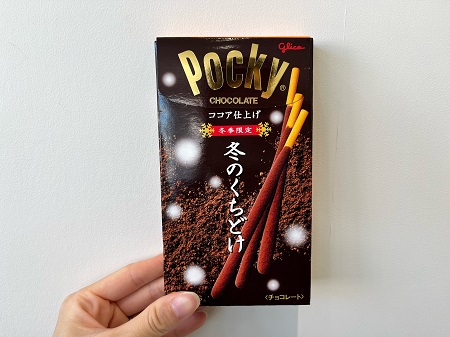 Glico
Pocky®
CHOCOLATE
ココア仕上げ
冬季限定
冬のくちどけ
〈チョコレート〉